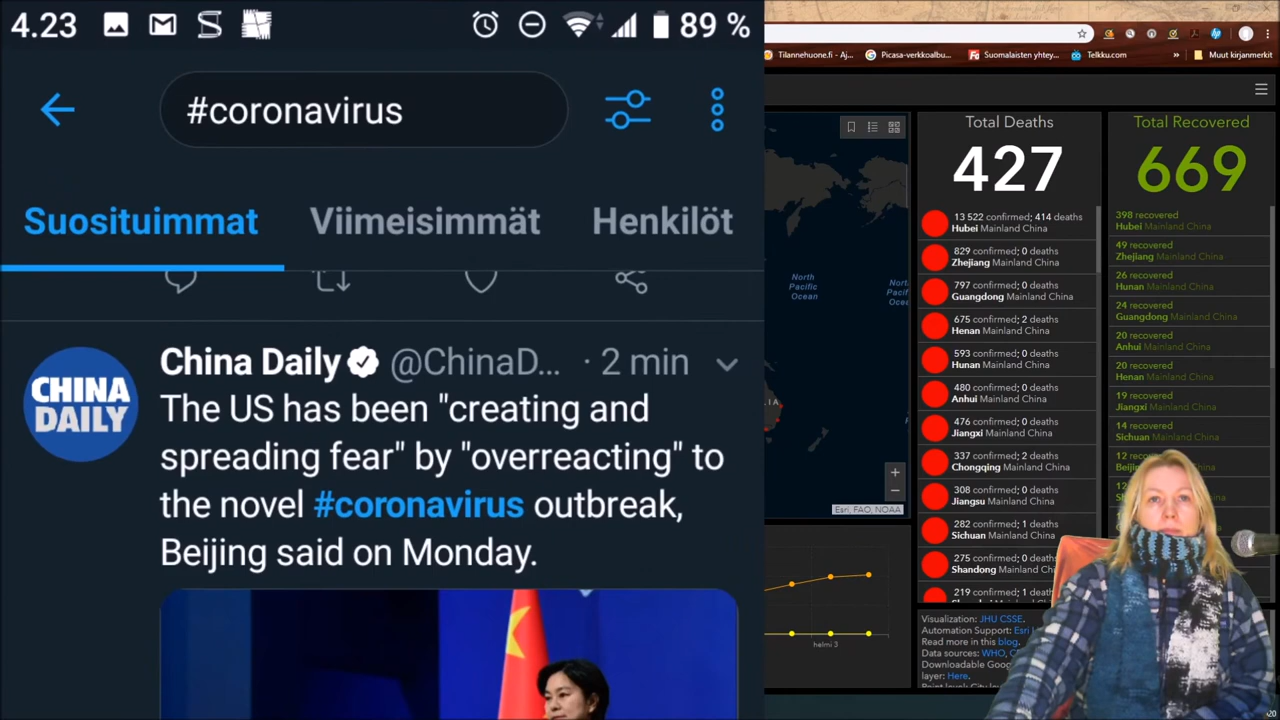 4.23
89 %
#coronavirus
Suosituimmat
Viimeisimmät
Henkilöt
China Daily @ChinaD... · 2 min
CHINA DAILY
The US has been "creating and
spreading fear" by "overreacting" to
the novel #coronavirus outbreak,
Beijing said on Monday.
Tilannehuone.fi - Aj...
Picasa-verkkoalbu...
Suomalaisten yhtey...
Telkku.com
»
Muut kirjanmerkit
North
Pacific
Ocean
Esri, FAO, NOAA
helmi 3
Total Deaths
427
13 522 confirmed; 414 deaths
Hubei Mainland China
829 confirmed; 0 deaths
Zhejiang Mainland China
797 confirmed; 0 deaths
Guangdong Mainland China
675 confirmed; 2 deaths
Henan Mainland China
593 confirmed; 0 deaths
Hunan Mainland China
480 confirmed; 0 deaths
Anhui Mainland China
476 confirmed; 0 deaths
Jiangxi Mainland China
337 confirmed; 2 deaths
Chongqing Mainland China
308 confirmed; 0 deaths
Jiangsu Mainland China
282 confirmed; 1 deaths
Sichuan Mainland China
275 confirmed; 0 deaths
Shandong Mainland China
219 confirmed; 1 deaths
Visualization: JHU CSSE.
Automation Support: Esri
Read more in this blog.
Data sources: WHO,
Downloadable
layer: Here.
Total Recovered
669
398 recovered
Hubei Mainland China
49 recovered
Zhejiang Mainland China
26 recovered
Hunan Mainland China
24 recovered
Guangdong Mainland China
20 recovered
Anhui Mainland China
20 recovered
Henan Mainland China
19 recovered
Jiangxi Mainland China
14 recovered
Sichuan Mainland China
12 recovered